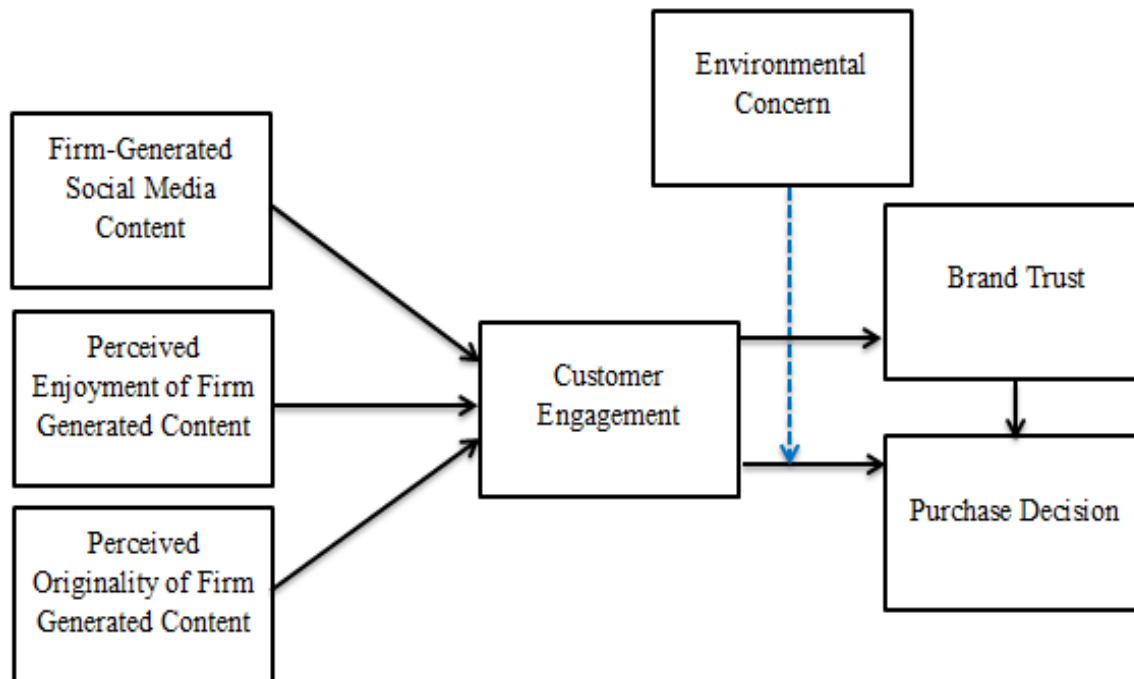 Environmental
Concern
Firm-Generated
Social Media
Content
Brand Trust
Perceived
Enjoyment of Firm
Generated Content
Customer
Engagement
Purchase Decision
Perceived
Originality of Firm
Generated Content